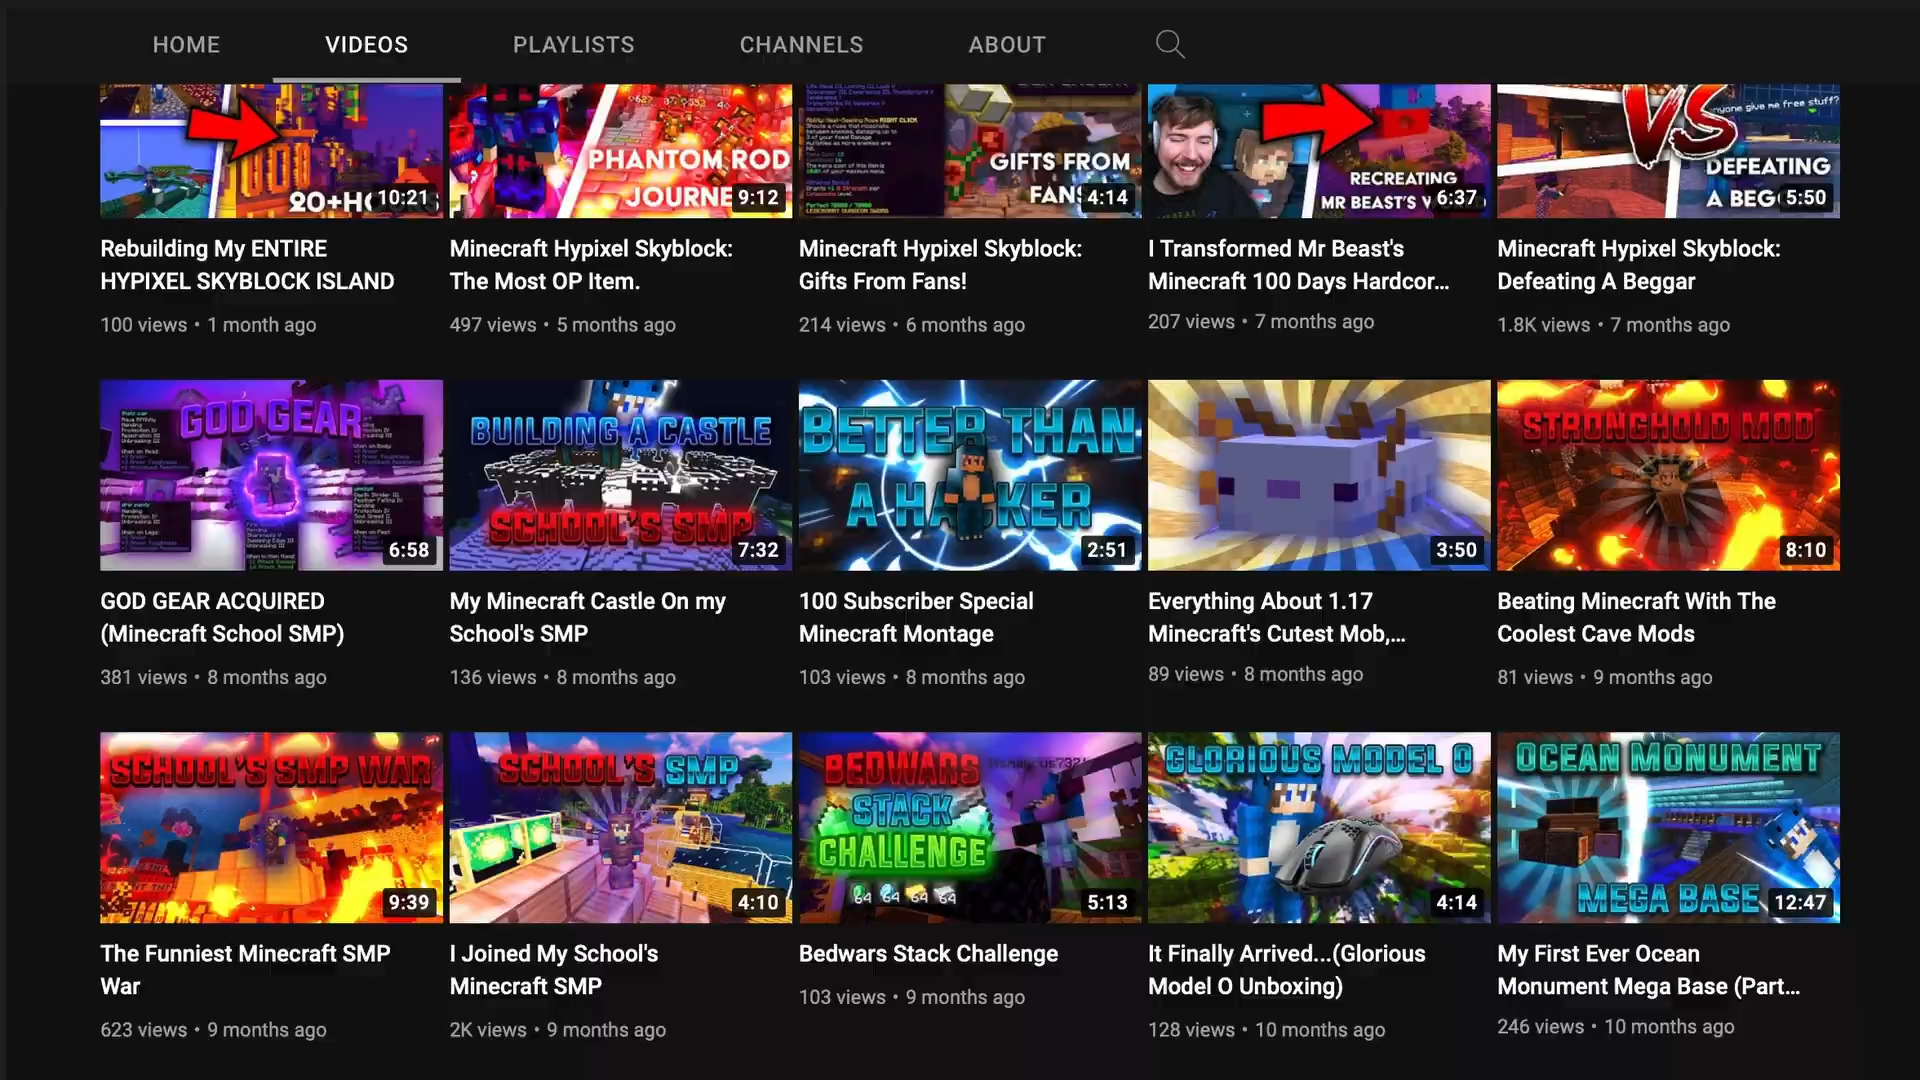 HOME VIDEOS PLAYLISTS CHANNELS ABOUT
10:21
PHANTOM ROD
9:12
GIFTS FROM
4:14
RECREATING
MR BEAST'S
6:37
VS
anyone give me free stuff?
DEFEATING
5:50
Rebuilding My ENTIRE
HYPIXEL SKYBLOCK ISLAND
100 views • 1 month ago
Minecraft Hypixel Skyblock:
The Most OP Item.
497 views • 5 months ago
Minecraft Hypixel Skyblock:
Gifts From Fans!
214 views • 6 months ago
I Transformed Mr Beast's
Minecraft 100 Days Hardcor...
207 views • 7 months ago
Minecraft Hypixel Skyblock:
Defeating A Beggar
1.8K views • 7 months ago
GOD GEAR
6:58
BUILDING A CASTLE
SCHOOL'S SMP
7:32
BETTER THAN
A HACKER
2:51
3:50
STRONGHOLD MOD
8:10
GOD GEAR ACQUIRED
(Minecraft School SMP)
381 views • 8 months ago
My Minecraft Castle On my
School's SMP
136 views • 8 months ago
100 Subscriber Special
Minecraft Montage
103 views • 8 months ago
Everything About 1.17
Minecraft's Cutest Mob,...
89 views • 8 months ago
Beating Minecraft With The
Coolest Cave Mods
81 views • 9 months ago
SCHOOL'S SMP WAR
9:39
SCHOOL'S SMP
4:10
BEDWARS
STACK
CHALLENGE
64 64 64 64
5:13
GLORIOUS MODEL O
4:14
OCEAN MONUMENT
MEGA BASE
12:47
The Funniest Minecraft SMP
War
623 views • 9 months ago
I Joined My School's
Minecraft SMP
2K views • 9 months ago
Bedwars Stack Challenge
103 views • 9 months ago
It Finally Arrived...(Glorious
Model O Unboxing)
128 views • 10 months ago
My First Ever Ocean
Monument Mega Base (Part...
246 views • 10 months ago